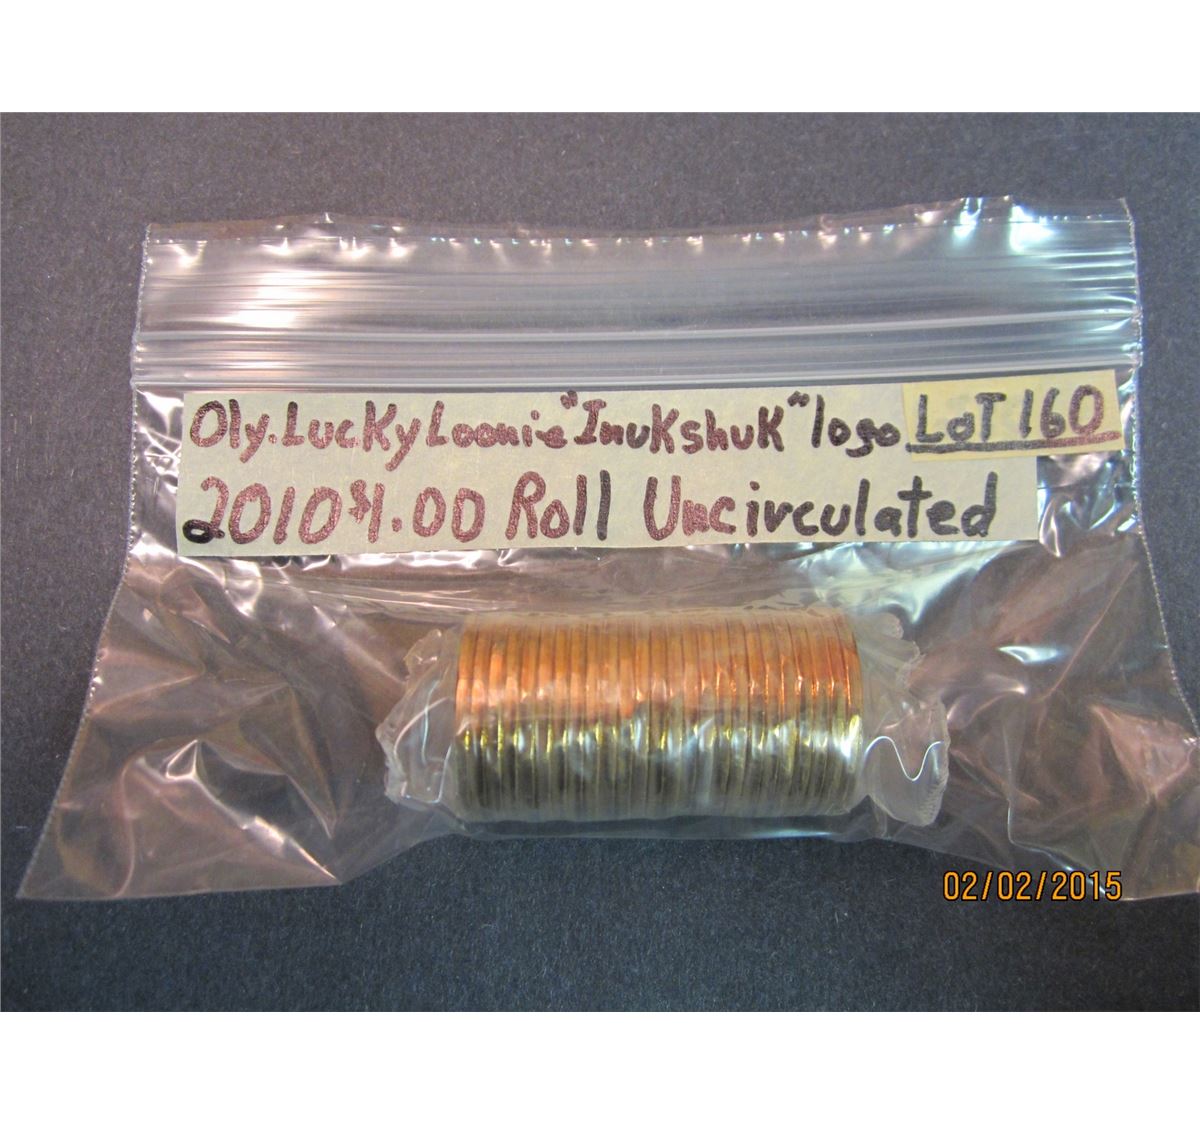 Oly. Lucky Loonie "Inukshuk" logo LoT 160
2010 $1.00 Roll Uncirculated
02/02/2015